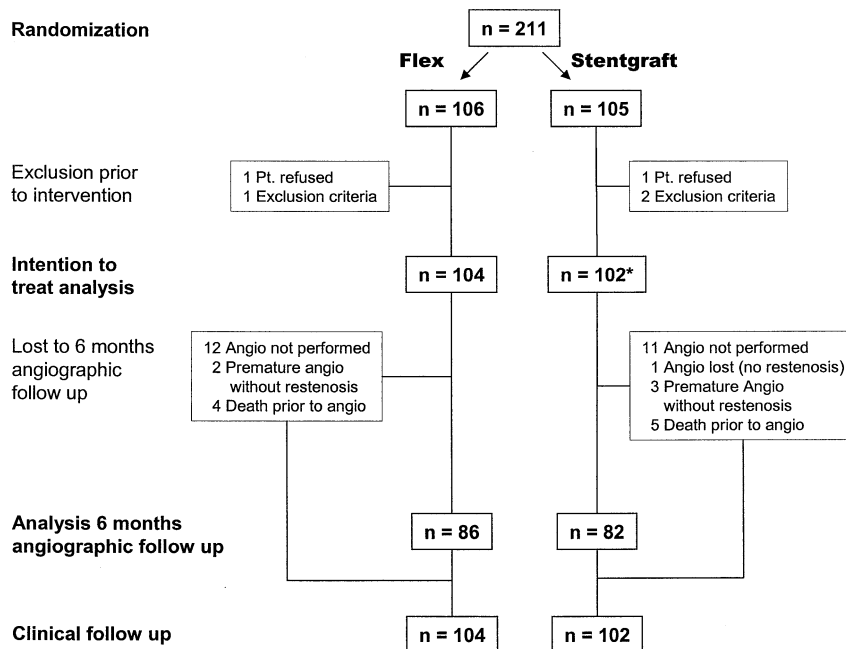 Randomization
n = 211
Flex
Stentgraft
n = 106
n = 105
Exclusion prior
to intervention
1 Pt. refused
1 Exclusion criteria
1 Pt. refused
2 Exclusion criteria
Intention to
treat analysis
n = 104
n = 102*
Lost to 6 months
angiographic
follow up
12 Angio not performed
2 Premature angio
without restenosis
4 Death prior to angio
11 Angio not performed
1 Angio lost (no restenosis)
3 Premature Angio
without restenosis
5 Death prior to angio
Analysis 6 months
angiographic follow up
n = 86
n = 82
Clinical follow up
n = 104
n = 102